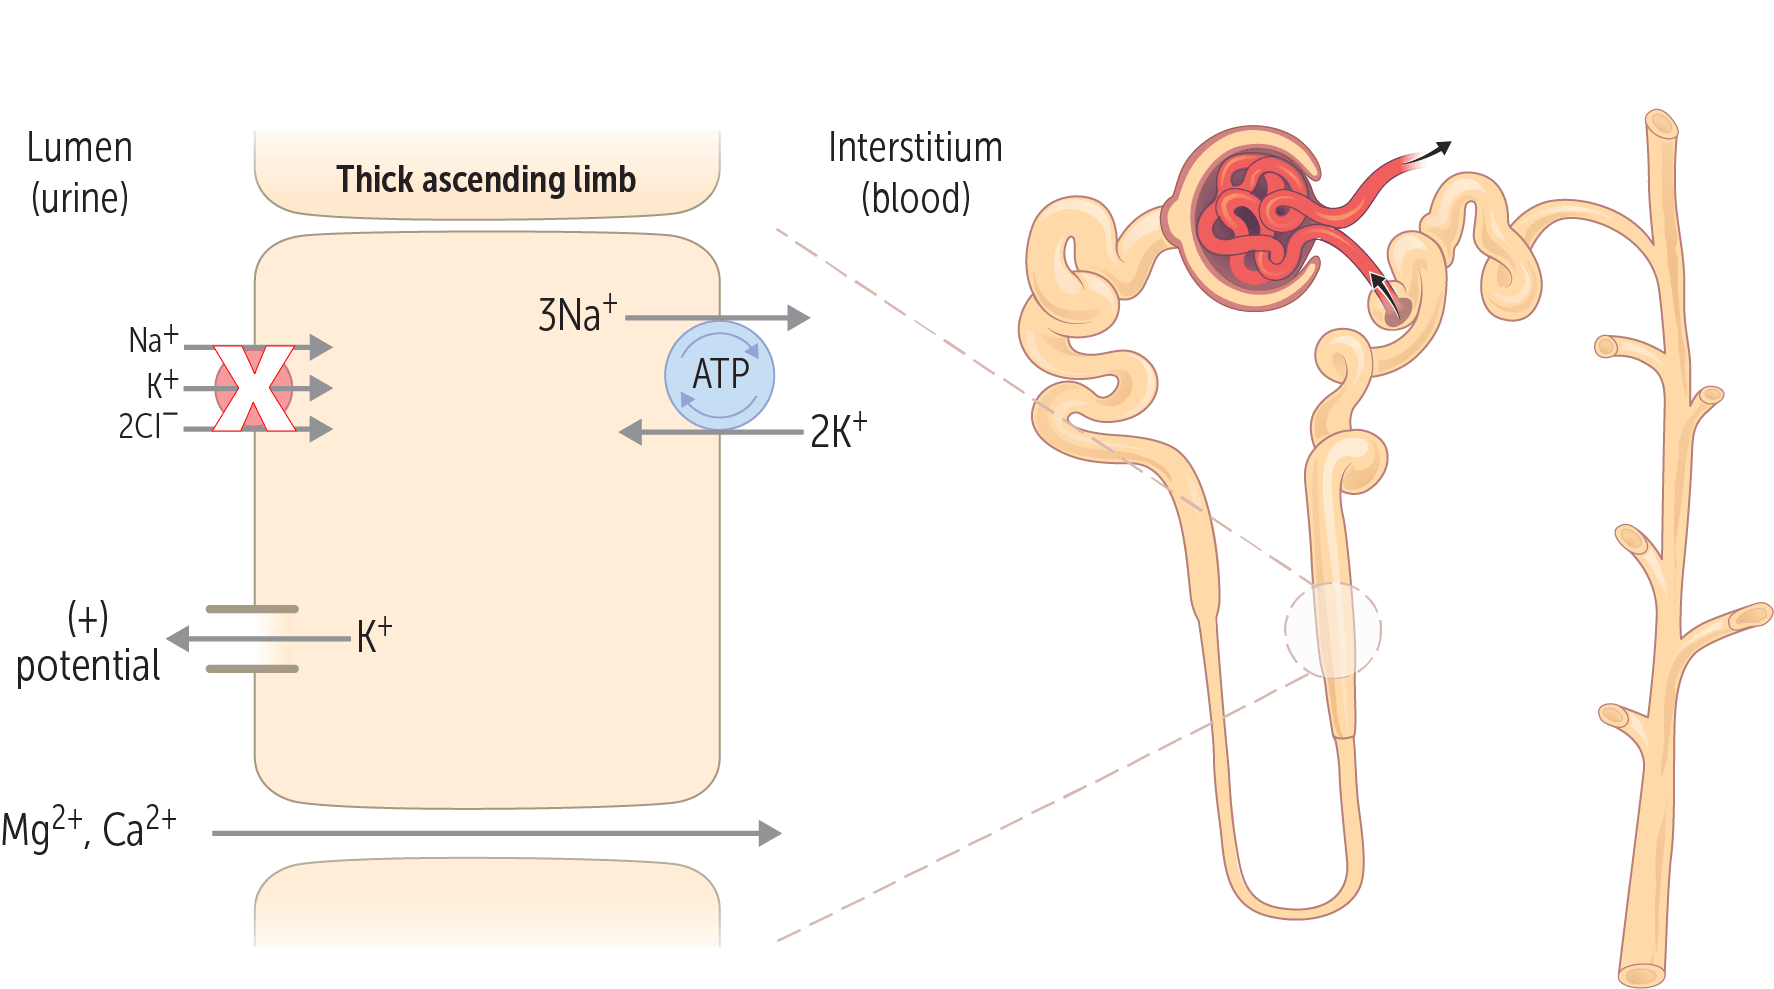 Lumen
(urine)
Thick ascending limb
Interstitium
(blood)
3Na⁺
Na⁺
K⁺
2Cl⁻
ATP
2K⁺
(+)
potential
K⁺
Mg²⁺, Ca²⁺